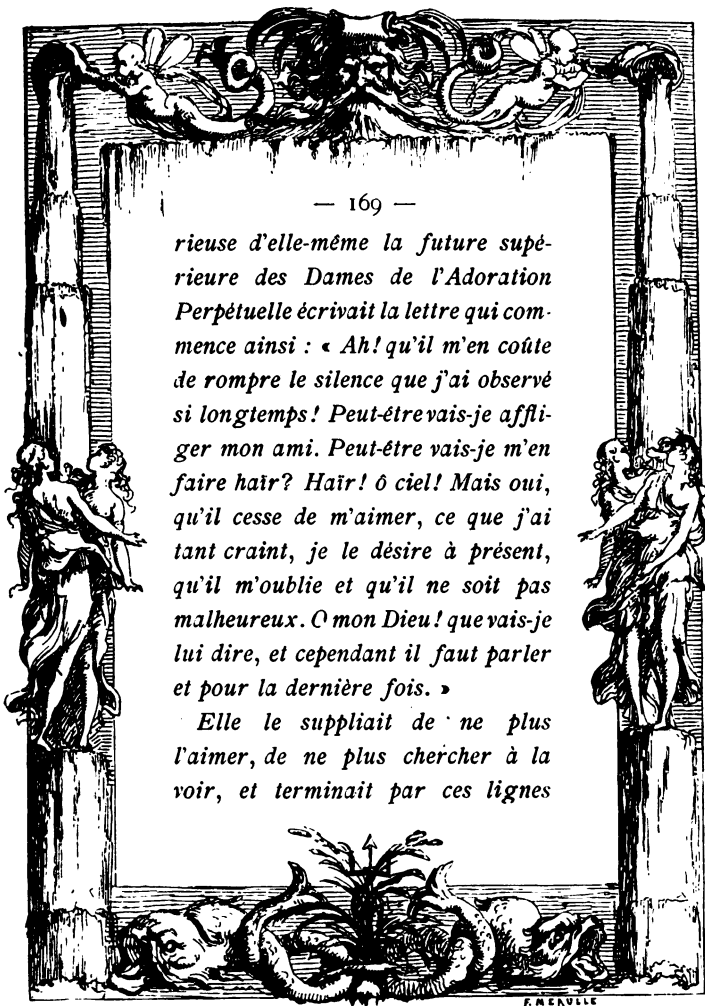 — 169 —
rieuse d'elle-même la future supé-
rieure des Dames de l'Adoration
Perpétuelle écrivait la lettre qui com-
mence ainsi : « Ah! qu'il m'en coûte
de rompre le silence que j'ai observé
si longtemps! Peut-être vais-je affli-
ger mon ami. Peut-être vais-je m'en
faire haïr? Haïr! ô ciel! Mais oui,
qu'il cesse de m'aimer, ce que j'ai
tant craint, je le désire à présent,
qu'il m'oublie et qu'il ne soit pas
malheureux. O mon Dieu! que vais-je
lui dire, et cependant il faut parler
et pour la dernière fois. »
Elle le suppliait de ne plus
l'aimer, de ne plus chercher à la
voir, et terminait par ces lignes